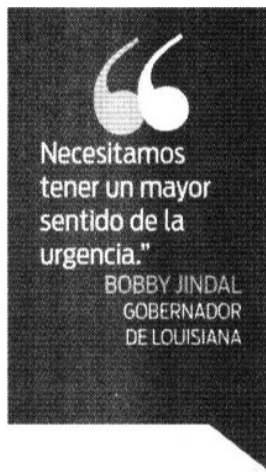 Necesitamos
tener un mayor
sentido de la
urgencia.”
BOBBY JINDAL
GOBERNADOR
DE LOUISIANA